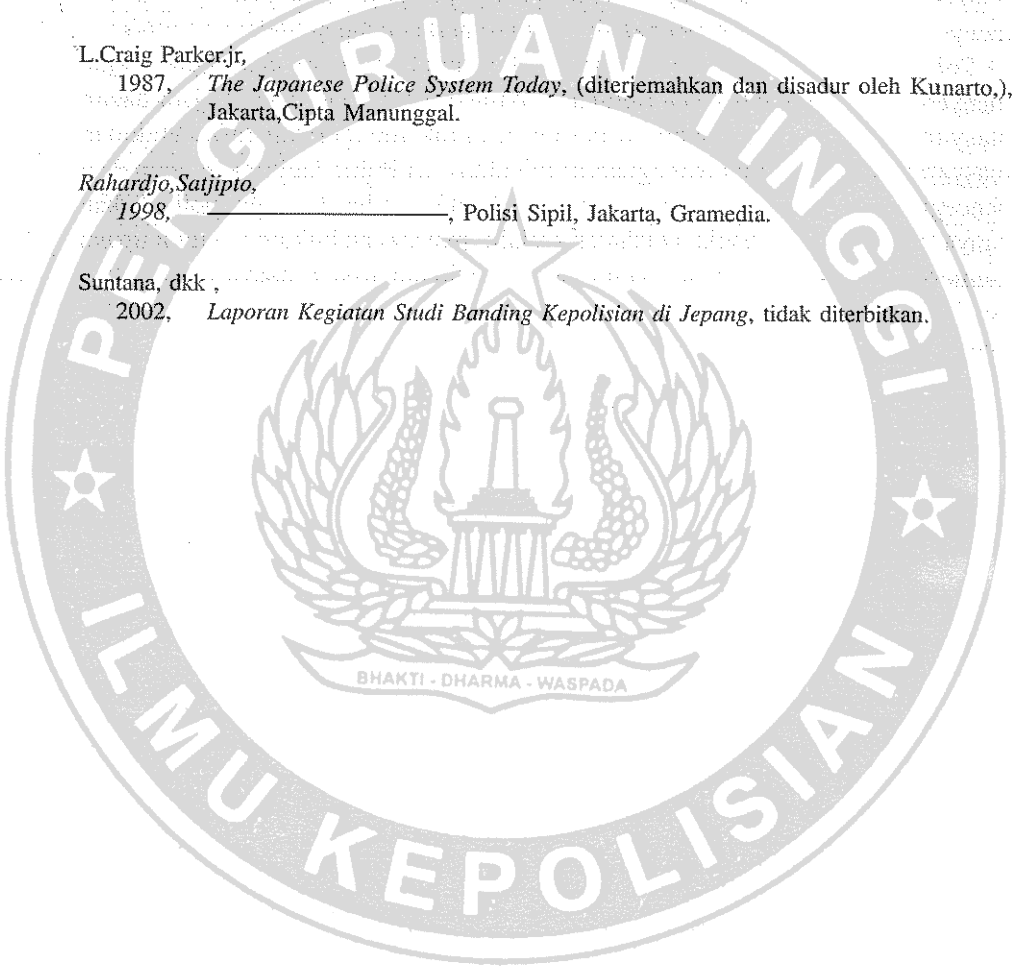 L.Craig Parker.jr,
1987, The Japanese Police System Today, (diterjemahkan dan disadur oleh Kunarto,),
Jakarta,Cipta Manunggal.
Rahardjo,Satjipto,
1998, ———————————, Polisi Sipil, Jakarta, Gramedia.
Suntana, dkk ,
2002, Laporan Kegiatan Studi Banding Kepolisian di Jepang, tidak diterbitkan.
PERGURUAN TINGGI
BHAKTI - DHARMA - WASPADA
ILMU KEPOLISIAN